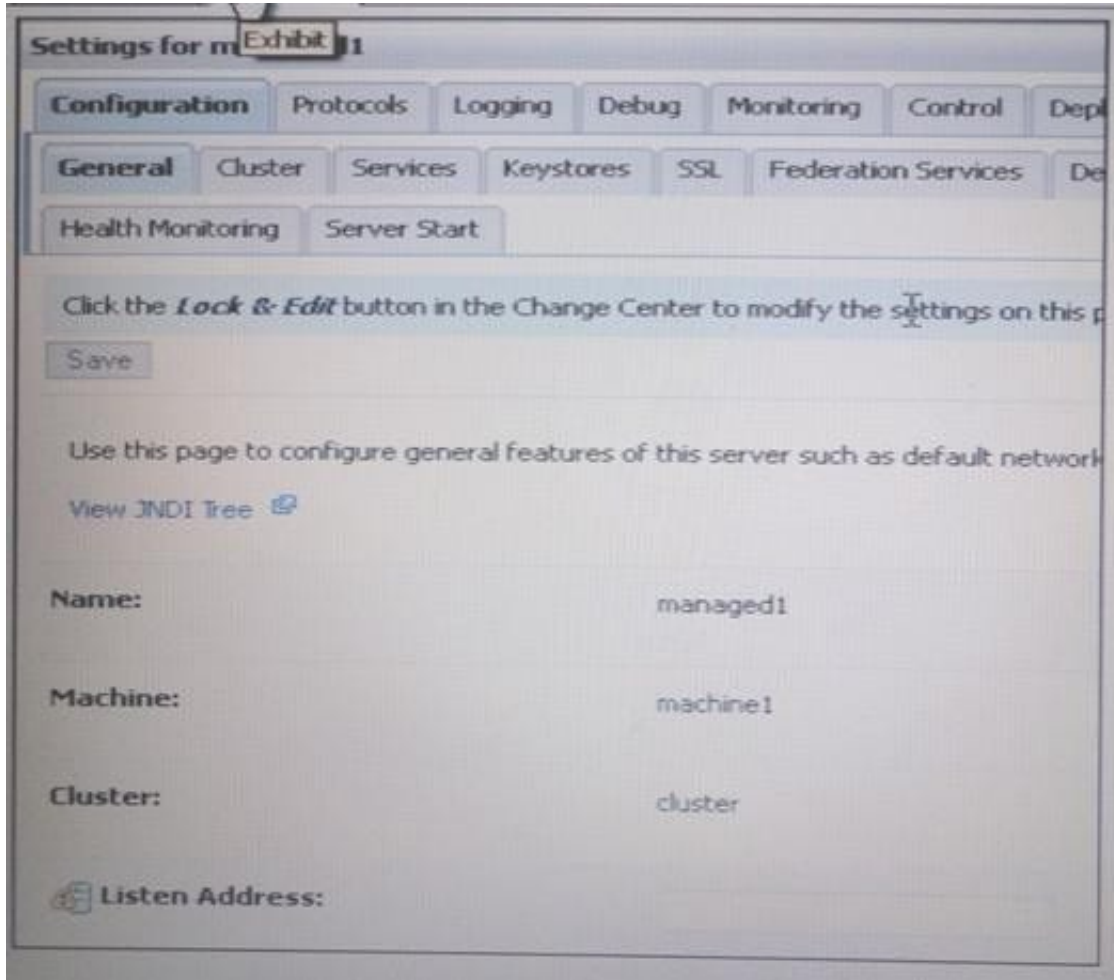 Settings for m Exhibit 11
Configuration Protocols Logging Debug Monitoring Control Depl
General Cluster Services Keystores SSL Federation Services De
Health Monitoring Server Start
Click the Lock & Edit button in the Change Center to modify the settings on this p
Save
Use this page to configure general features of this server such as default network
View JNDI Tree
Name: managed1
Machine: machine1
Cluster: cluster
Listen Address: